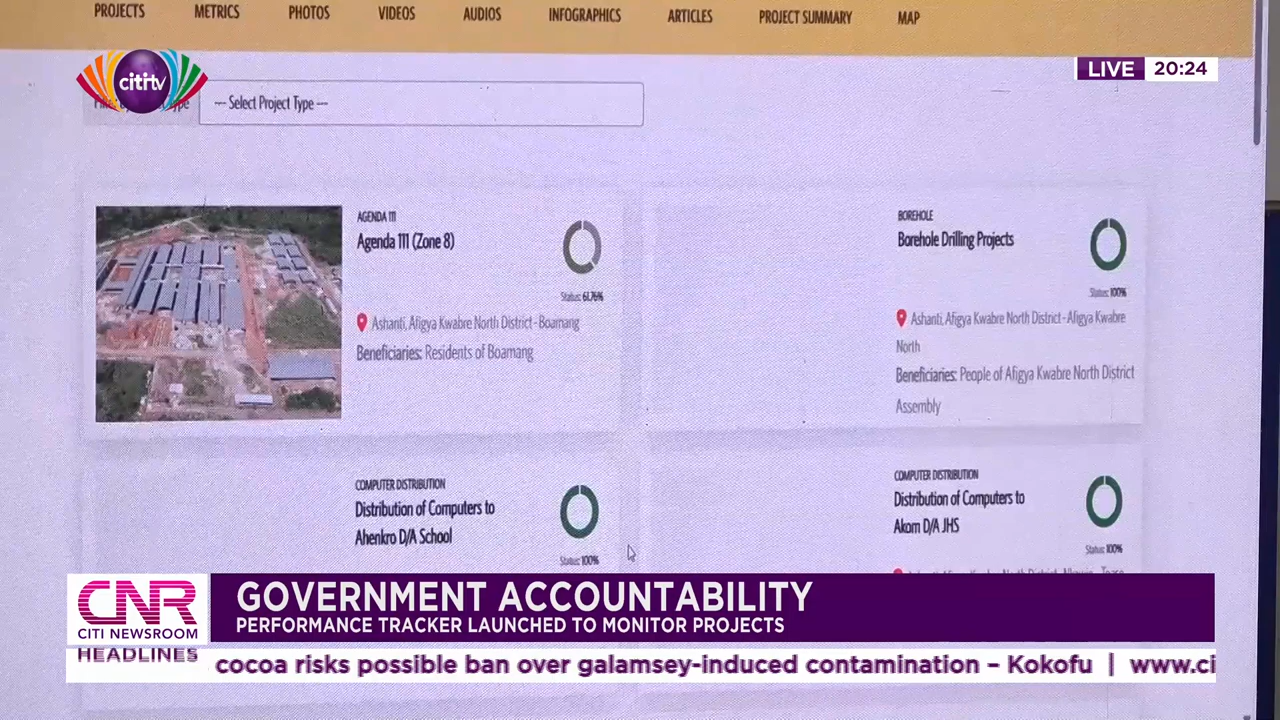 PROJECTS METRICS PHOTOS VIDEOS AUDIOS INFOGRAPHICS ARTICLES PROJECT SUMMARY MAP
citi tv
LIVE 20:24
--- Select Project Type ---
AGENDA 111
Agenda 111 (Zone 8)
Status: 61.76%
Ashanti, Afigya Kwabre North District - Boamang
Beneficiaries: Residents of Boamang
BOREHOLE
Borehole Drilling Projects
Status: 100%
Ashanti, Afigya Kwabre North District - Afigya Kwabre
North
Beneficiaries: People of Afigya Kwabre North District
Assembly
COMPUTER DISTRIBUTION
Distribution of Computers to
Ahenkro D/A School
Status: 100%
COMPUTER DISTRIBUTION
Distribution of Computers to
Akom D/A JHS
Status: 100%
CNR
CITI NEWSROOM
HEADLINES
GOVERNMENT ACCOUNTABILITY
PERFORMANCE TRACKER LAUNCHED TO MONITOR PROJECTS
cocoa risks possible ban over galamsey-induced contamination – Kokofu | www.ci